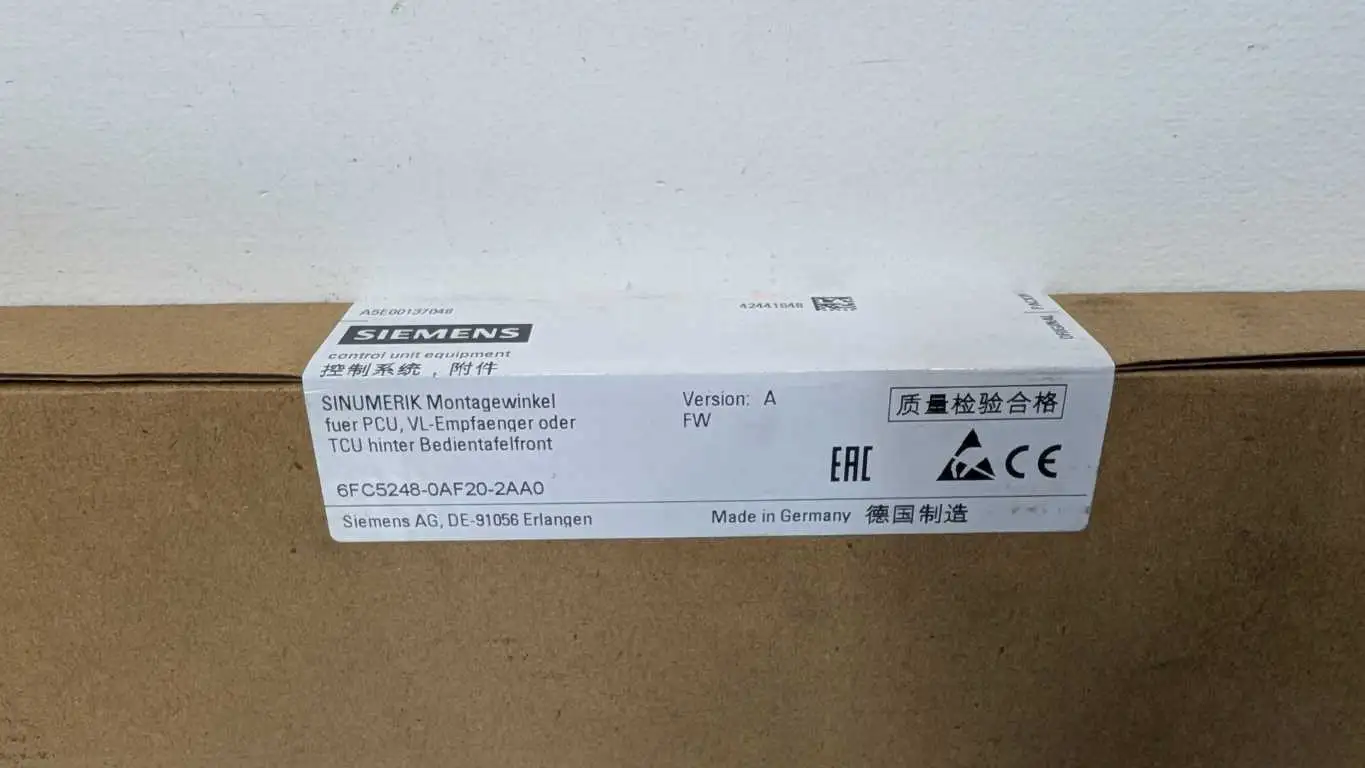 A5E00137048
42441848
SIEMENS
control unit equipment
控制系统，附件
SINUMERIK Montagewinkel
fuer PCU, VL-Empfaenger oder
TCU hinter Bedientafelfront
6FC5248-0AF20-2AA0
Version: A
FW
质量检验合格
EAC
CE
Siemens AG, DE-91056 Erlangen
Made in Germany 德国制造